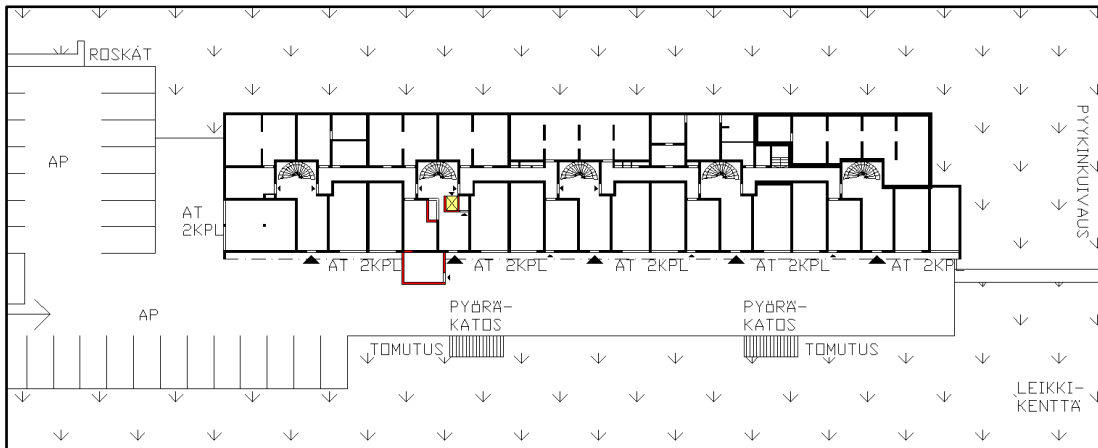 ROSKÁT
AP
PYYKINKUIVAUS
AT
2KPL
AT 2KPL
AT 2KPL
AT 2KPL
AT 2KPL
AT 2KPL
AP
PYÖRÄ-
KATOS
PYÖRÄ-
KATOS
TOMUTUS
TOMUTUS
LEIKKI-
KENTTÄ